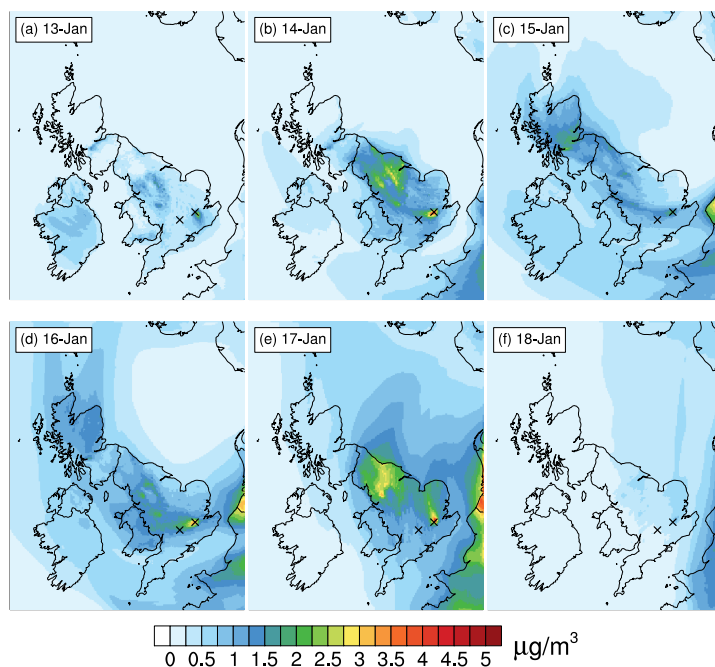 (a) 13-Jan
(b) 14-Jan
(c) 15-Jan
(d) 16-Jan
(e) 17-Jan
(f) 18-Jan
0 0.5 1 1.5 2 2.5 3 3.5 4 4.5 5 μg/m³